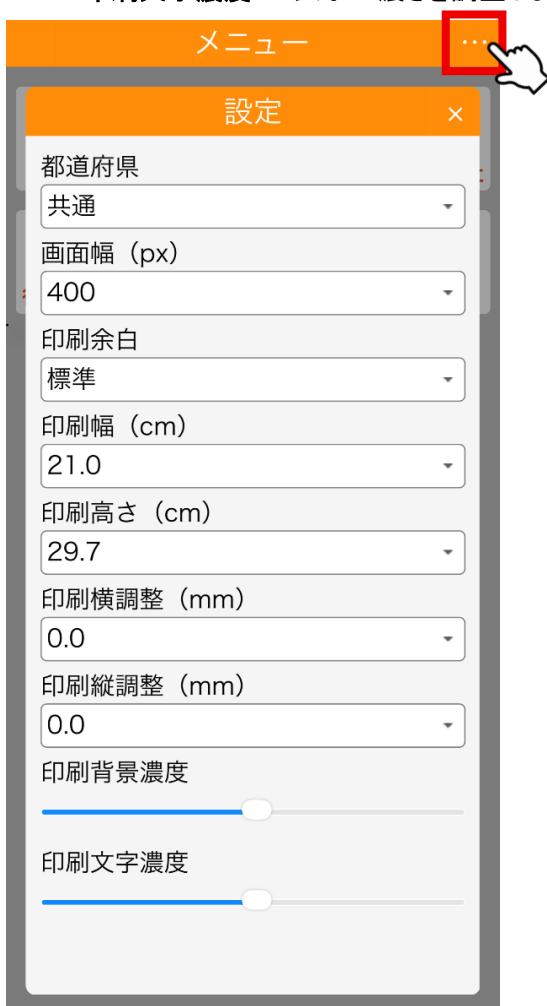 メニュー …
設定 ×
都道府県
共通
画面幅（px）
400
印刷余白
標準
印刷幅（cm）
21.0
印刷高さ（cm）
29.7
印刷横調整（mm）
0.0
印刷縦調整（mm）
0.0
印刷背景濃度
印刷文字濃度